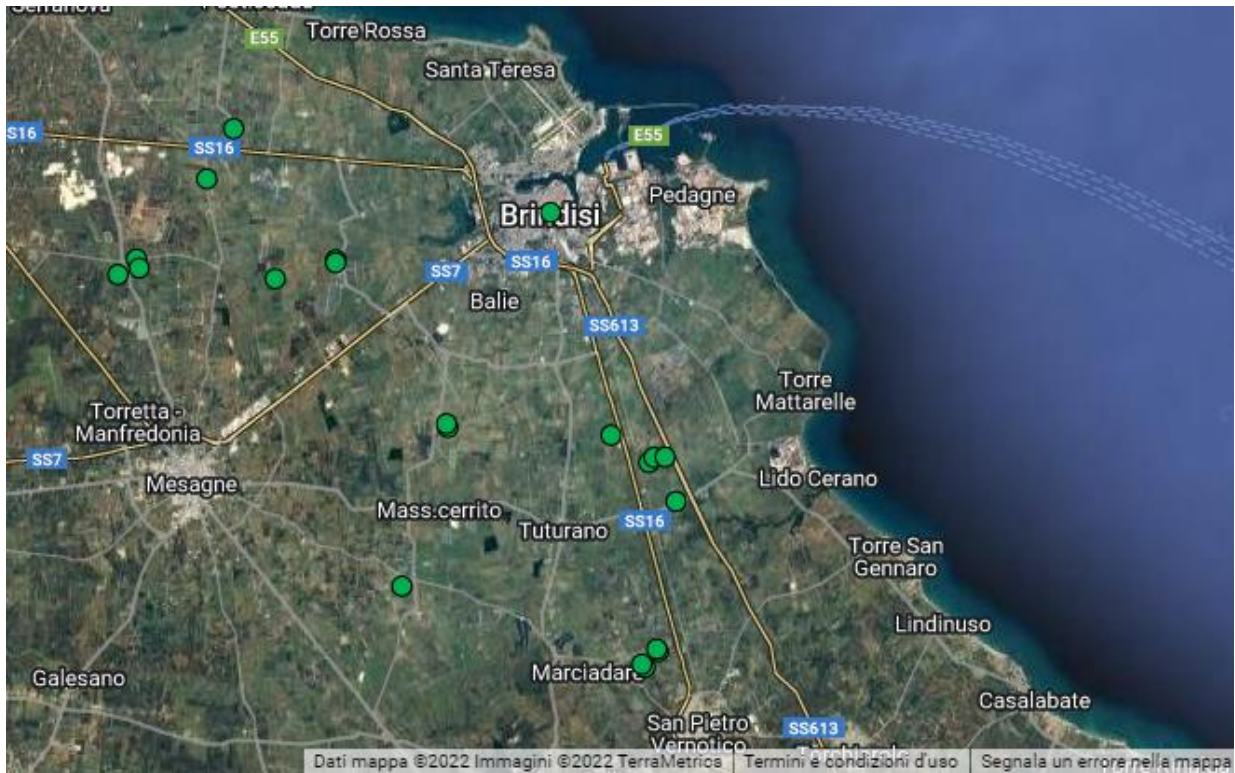 Torre Rossa
E55
Santa Teresa
SS16
SS16
E55
Pedagne
Brindisi
SS16
SS7
Balie
SS613
Torre
Mattarelle
Torretta -
Manfredonia
SS7
Mesagne
Lido Cerano
Mass.cerrito
SS16
Tuturano
Torre San
Gennaro
Lindinuso
Marciadare
Galesano
Casalabate
San Pietro
Vernotico
SS613
Dati mappa ©2022 Immagini ©2022 TerraMetrics
Termini e condizioni d'uso
Segnala un errore nella mappa